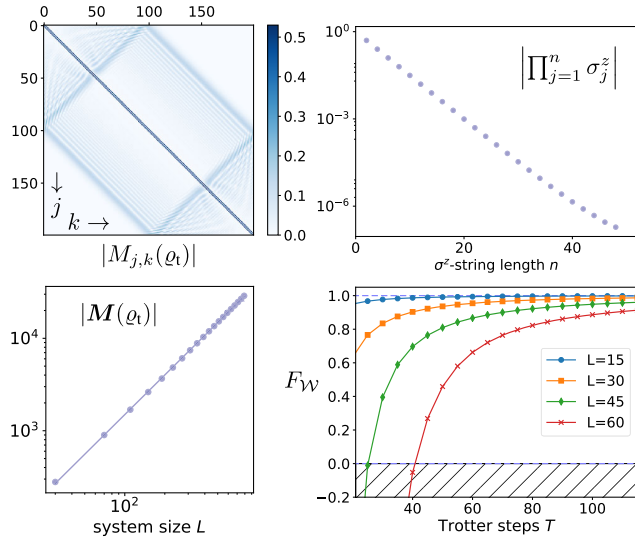 0 100
0
50
100
150
0.5
0.4
0.3
0.2
0.1
0.0
↓
j
k →
|M_{j,k}(ϱ_t)|
10^0
10^{-3}
10^{-6}
|∏_{j=1}^{n} σ_j^z|
0 20 40
σ^z-string length n
10^4
10^3
|M(ϱ_t)|
10^2
system size L
F_W
1.0
0.8
0.6
0.4
0.2
0.0
−0.2
L=15
L=30
L=45
L=60
40 60 80 100
Trotter steps T